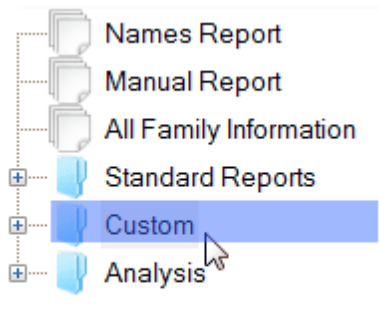 Names Report
Manual Report
All Family Information
Standard Reports
Custom
Analysis